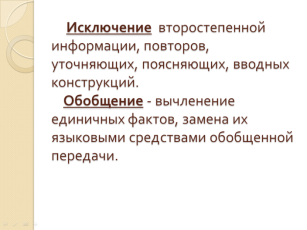 Исключение второстепенной
информации, повторов,
уточняющих, поясняющих, вводных
конструкций.
Обобщение - вычленение
единичных фактов, замена их
языковыми средствами обобщенной
передачи.